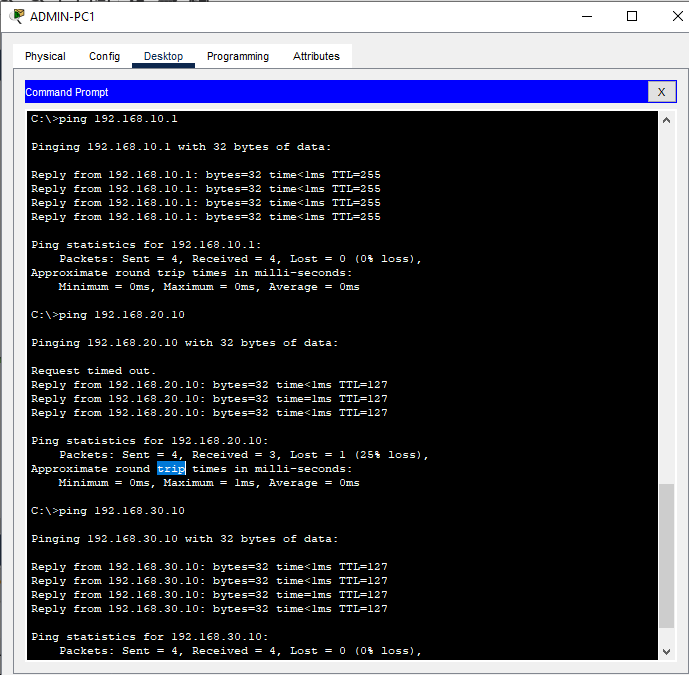 ADMIN-PC1
Physical Config Desktop Programming Attributes
Command Prompt X
C:\>ping 192.168.10.1
Pinging 192.168.10.1 with 32 bytes of data:
Reply from 192.168.10.1: bytes=32 time<1ms TTL=255
Reply from 192.168.10.1: bytes=32 time<1ms TTL=255
Reply from 192.168.10.1: bytes=32 time<1ms TTL=255
Reply from 192.168.10.1: bytes=32 time<1ms TTL=255
Ping statistics for 192.168.10.1:
Packets: Sent = 4, Received = 4, Lost = 0 (0% loss),
Approximate round trip times in milli-seconds:
Minimum = 0ms, Maximum = 0ms, Average = 0ms
C:\>ping 192.168.20.10
Pinging 192.168.20.10 with 32 bytes of data:
Request timed out.
Reply from 192.168.20.10: bytes=32 time<1ms TTL=127
Reply from 192.168.20.10: bytes=32 time=1ms TTL=127
Reply from 192.168.20.10: bytes=32 time<1ms TTL=127
Ping statistics for 192.168.20.10:
Packets: Sent = 4, Received = 3, Lost = 1 (25% loss),
Approximate round trip times in milli-seconds:
Minimum = 0ms, Maximum = 1ms, Average = 0ms
C:\>ping 192.168.30.10
Pinging 192.168.30.10 with 32 bytes of data:
Reply from 192.168.30.10: bytes=32 time<1ms TTL=127
Reply from 192.168.30.10: bytes=32 time<1ms TTL=127
Reply from 192.168.30.10: bytes=32 time=1ms TTL=127
Reply from 192.168.30.10: bytes=32 time<1ms TTL=127
Ping statistics for 192.168.30.10:
Packets: Sent = 4, Received = 4, Lost = 0 (0% loss),